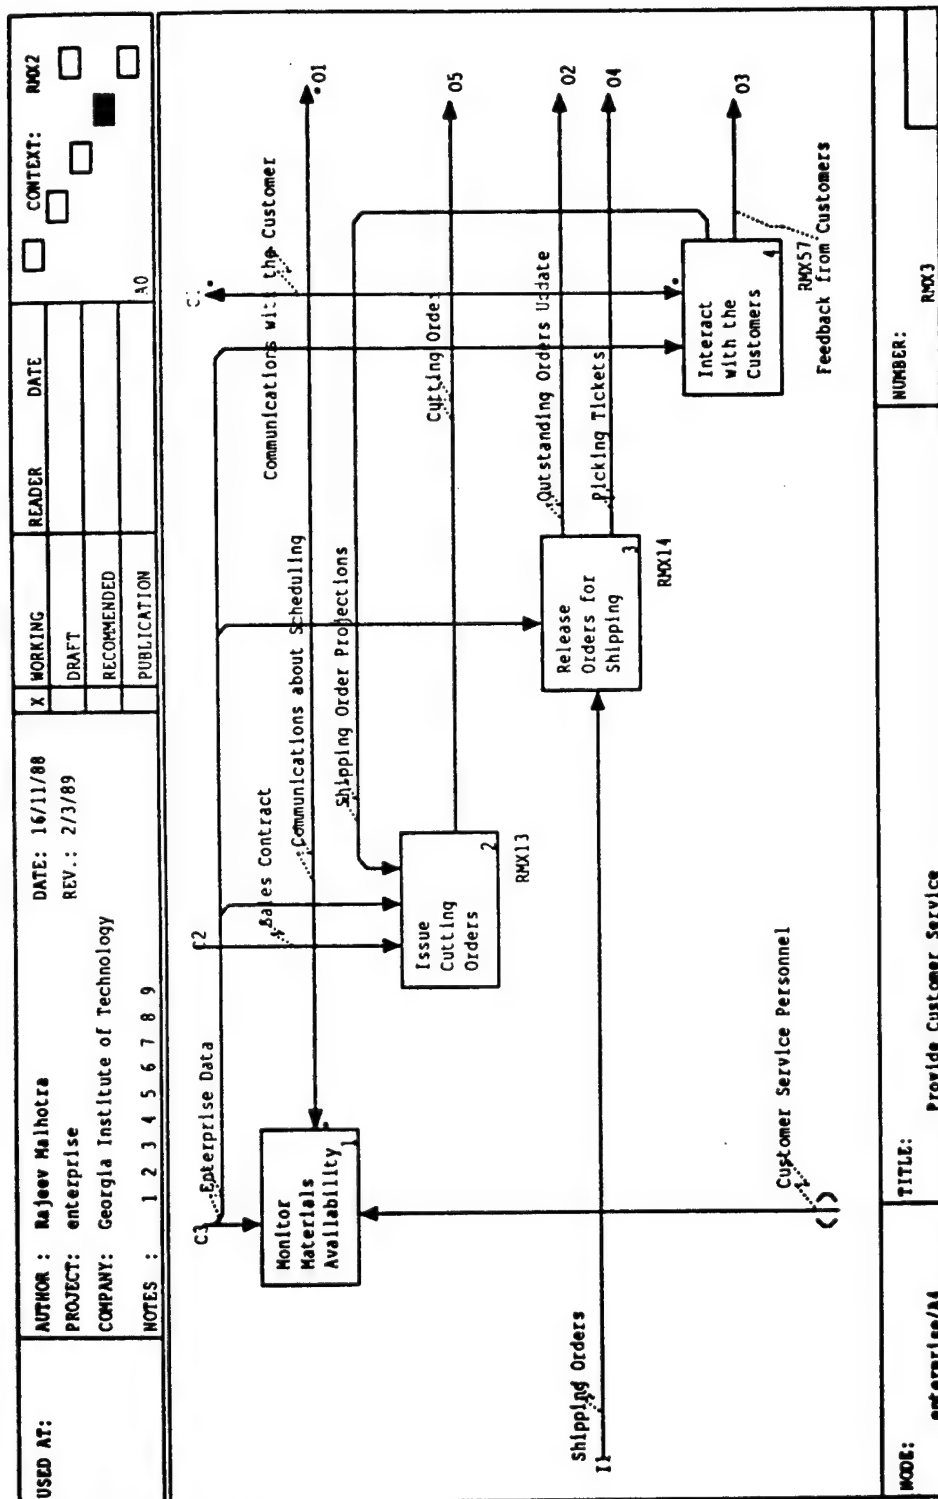 USED AT:
AUTHOR : Rajeev Malhotra
PROJECT: enterprise
COMPANY: Georgia Institute of Technology
NOTES : 1 2 3 4 5 6 7 8 9
DATE: 16/11/88
REV.: 2/3/89
X WORKING
DRAFT
RECOMMENDED
PUBLICATION
READER DATE
CONTEXT: RMX2
A0
C3
Enterprise Data
C2
Sales Contract
Communications about Scheduling
Shipping Order Projections
Communications with the Customer
*O1
Monitor
Materials
Availability
1
Issue
Cutting
Orders
2
RMX13
Cutting Order
O5
Outstanding Orders Update
O2
Picking Tickets
O4
Release
Orders for
Shipping
3
RMX14
Interact
with the
Customers
4
RMX57
O3
Feedback from Customers
Shipping Orders
I1
Customer Service Personnel
NODE: enterprise/A4
TITLE: Provide Customer Service
NUMBER: RMX3